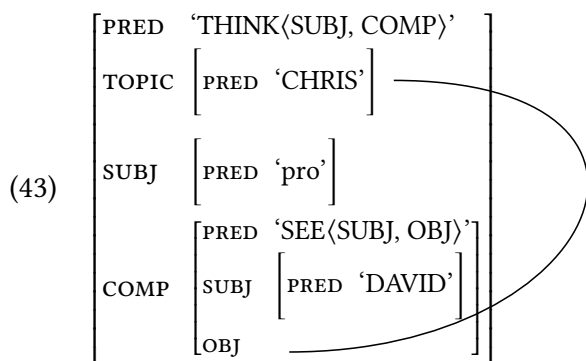 PRED ‘THINK⟨SUBJ, COMP⟩’
TOPIC [PRED ‘CHRIS’]
(43) SUBJ [PRED ‘pro’]
PRED ‘SEE⟨SUBJ, OBJ⟩’
COMP SUBJ [PRED ‘DAVID’]
OBJ